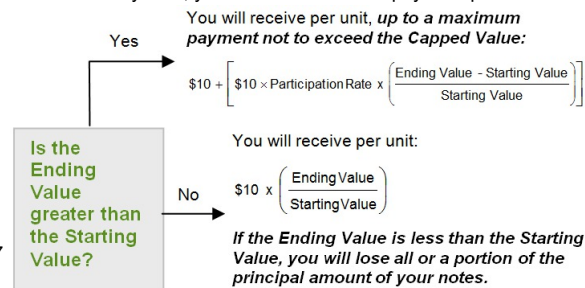 You will receive per unit, up to a maximum
Yes
payment not to exceed the Capped Value:
$10 + [ $10 × Participation Rate x ( Ending Value - Starting Value / Starting Value ) ]
Is the
Ending
Value
greater than
the Starting
Value?
No
You will receive per unit:
$10 x ( Ending Value / Starting Value )
If the Ending Value is less than the Starting
Value, you will lose all or a portion of the
principal amount of your notes.